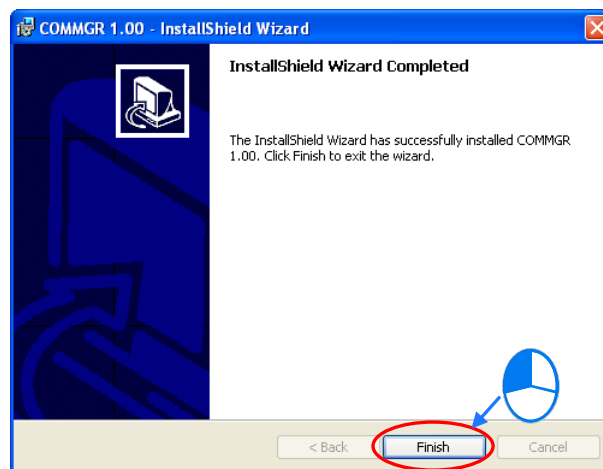 COMMGR 1.00 - InstallShield Wizard
InstallShield Wizard Completed
The InstallShield Wizard has successfully installed COMMGR
1.00. Click Finish to exit the wizard.
< Back Finish Cancel